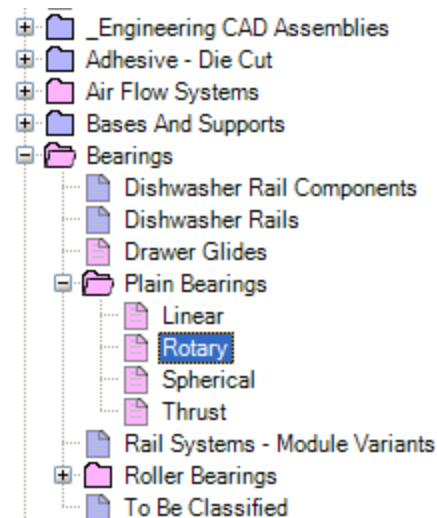 _Engineering CAD Assemblies
Adhesive - Die Cut
Air Flow Systems
Bases And Supports
Bearings
Dishwasher Rail Components
Dishwasher Rails
Drawer Glides
Plain Bearings
Linear
Rotary
Spherical
Thrust
Rail Systems - Module Variants
Roller Bearings
To Be Classified